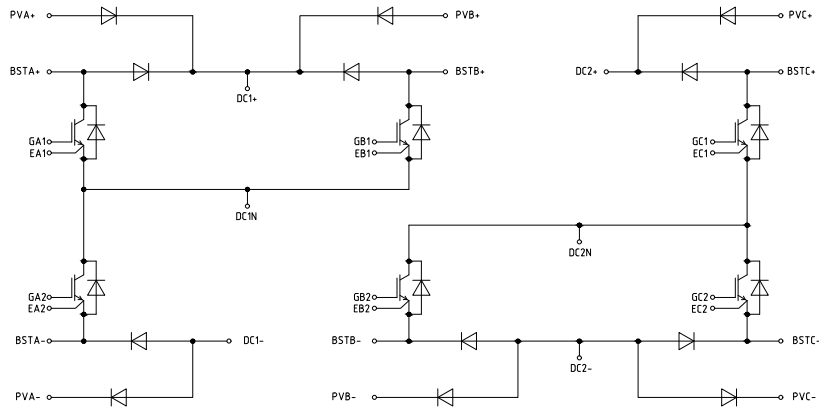 PVA+ PVB+ PVC+
BSTA+ BSTB+ DC2+ BSTC+
DC1+
GA1 GB1 GC1
EA1 EB1 EC1
DC1N
DC2N
GA2 GB2 GC2
EA2 EB2 EC2
BSTA- DC1- BSTB- BSTC-
DC2-
PVA- PVB- PVC-